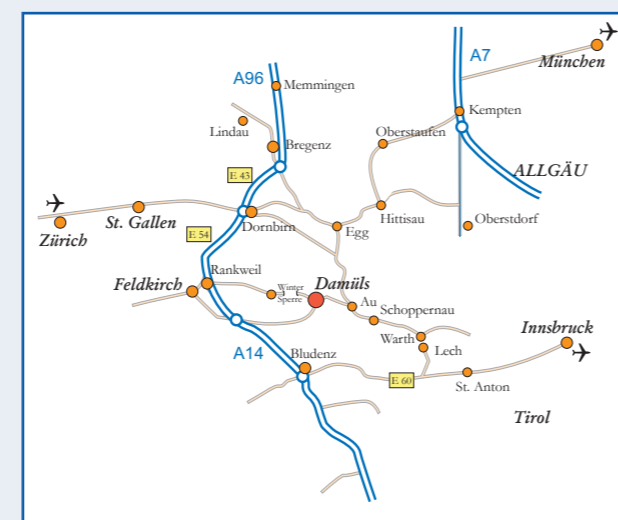 A7
München
A96
Memmingen
Kempten
Lindau
Oberstaufen
Bregenz
ALLGÄU
E 43
St. Gallen
Dornbirn
Hittisau
Oberstdorf
Zürich
E 54
Egg
Rankweil
Feldkirch
Winter
Sperre
Damüls
Au
Schoppernau
Innsbruck
Warth
Lech
A14
Bludenz
E 60
St. Anton
Tirol